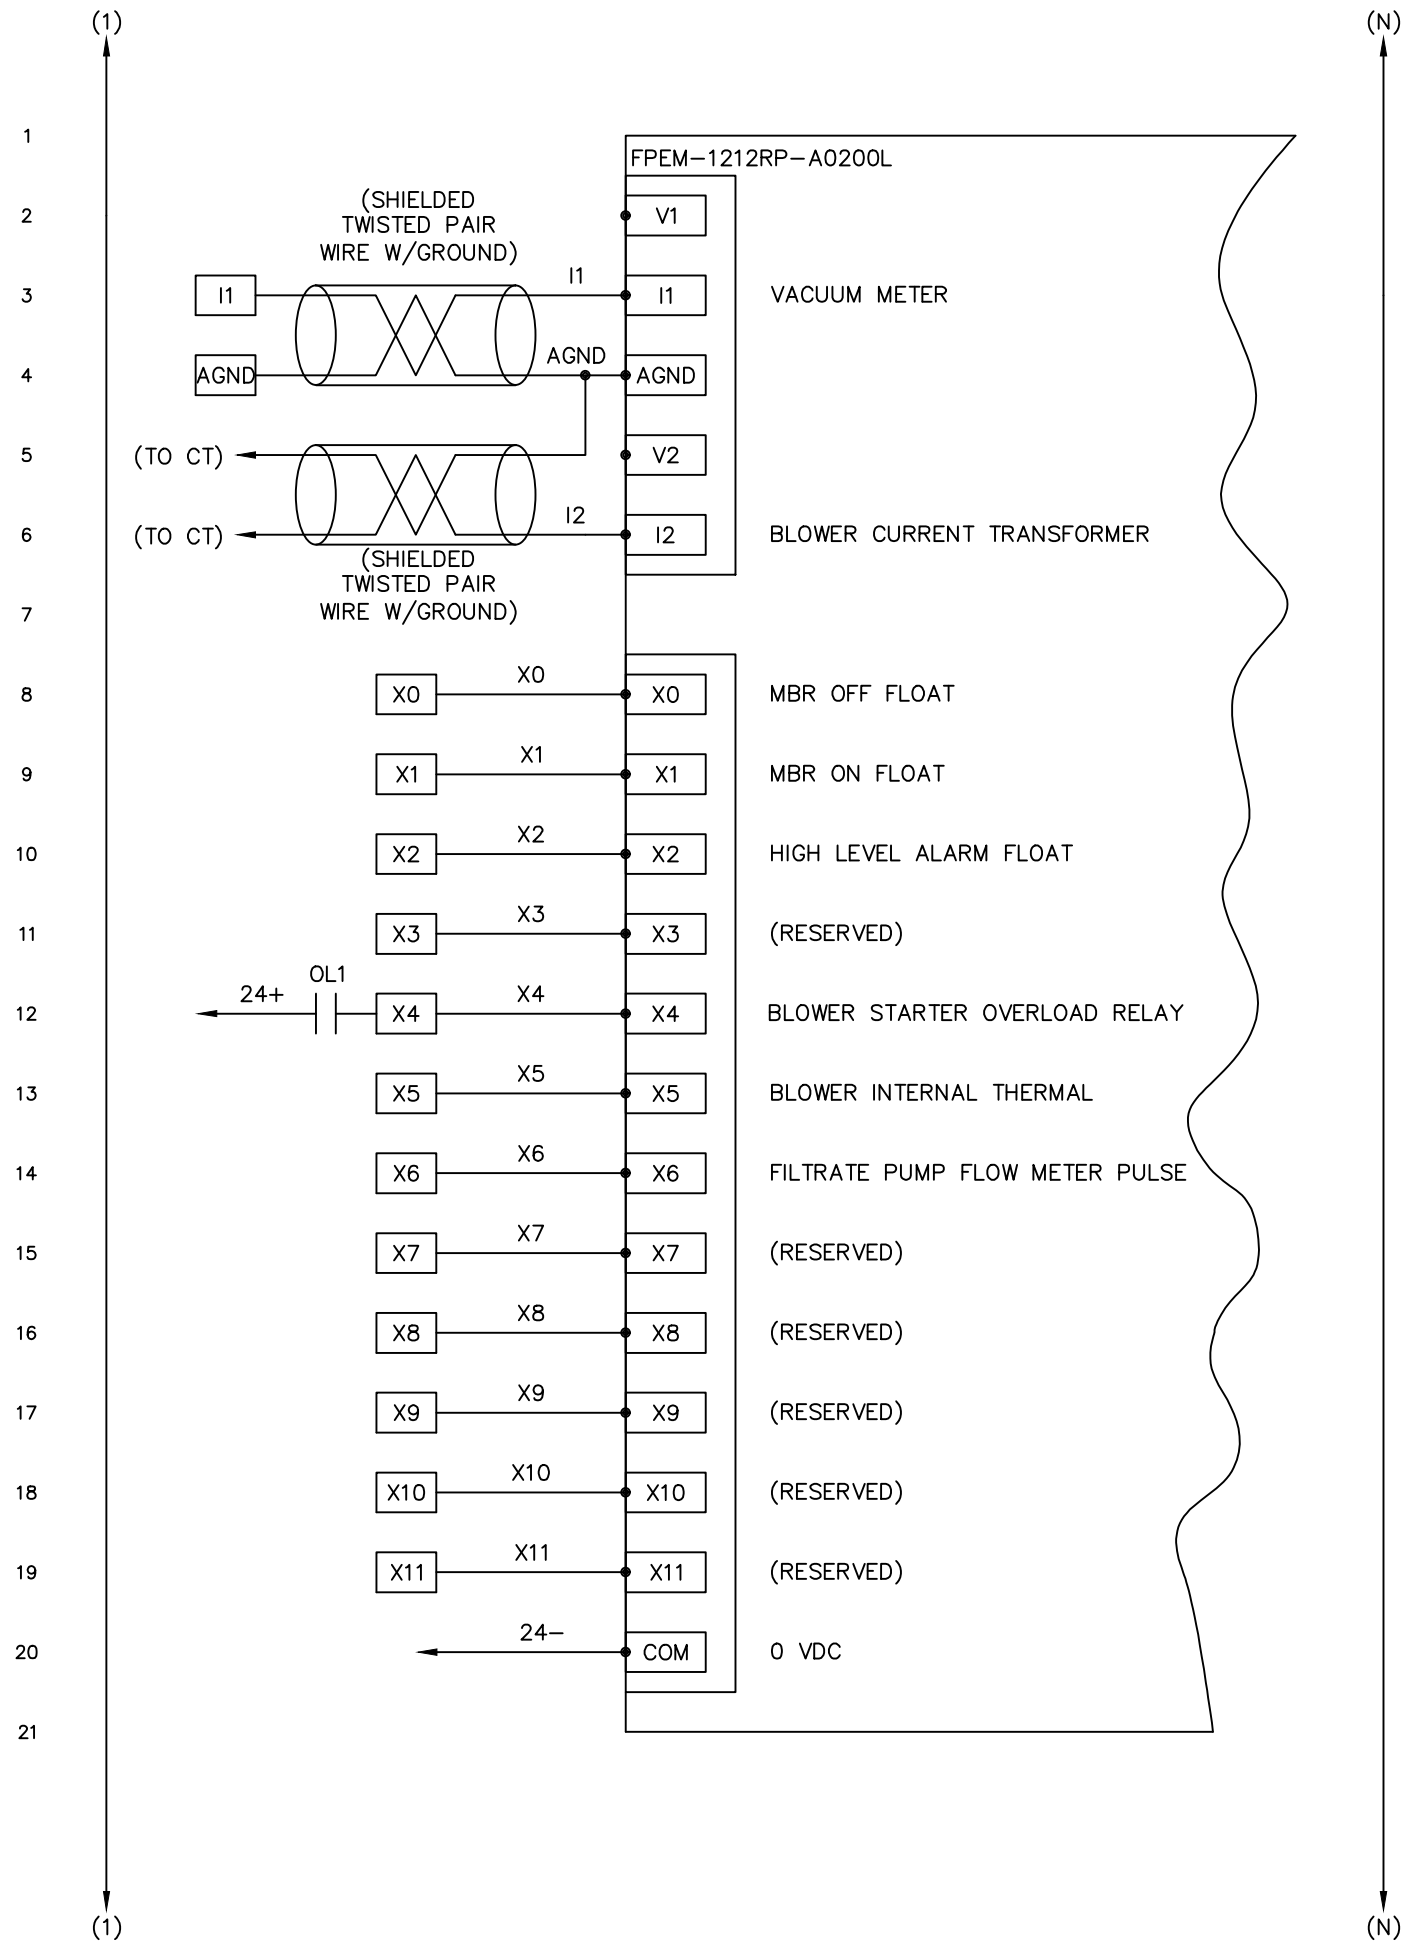 (1)
(N)
1
FPEM-1212RP-A0200L
(SHIELDED
TWISTED PAIR
WIRE W/GROUND)
2
V1
3
I1
I1
I1
VACUUM METER
4
AGND
AGND
AGND
5
(TO CT)
V2
6
(TO CT)
I2
I2
BLOWER CURRENT TRANSFORMER
(SHIELDED
TWISTED PAIR
WIRE W/GROUND)
7
8
X0
X0
X0
MBR OFF FLOAT
9
X1
X1
X1
MBR ON FLOAT
10
X2
X2
X2
HIGH LEVEL ALARM FLOAT
11
X3
X3
X3
(RESERVED)
12
24+
OL1
X4
X4
X4
BLOWER STARTER OVERLOAD RELAY
13
X5
X5
X5
BLOWER INTERNAL THERMAL
14
X6
X6
X6
FILTRATE PUMP FLOW METER PULSE
15
X7
X7
X7
(RESERVED)
16
X8
X8
X8
(RESERVED)
17
X9
X9
X9
(RESERVED)
18
X10
X10
X10
(RESERVED)
19
X11
X11
X11
(RESERVED)
20
24-
COM
0 VDC
21
(1)
(N)